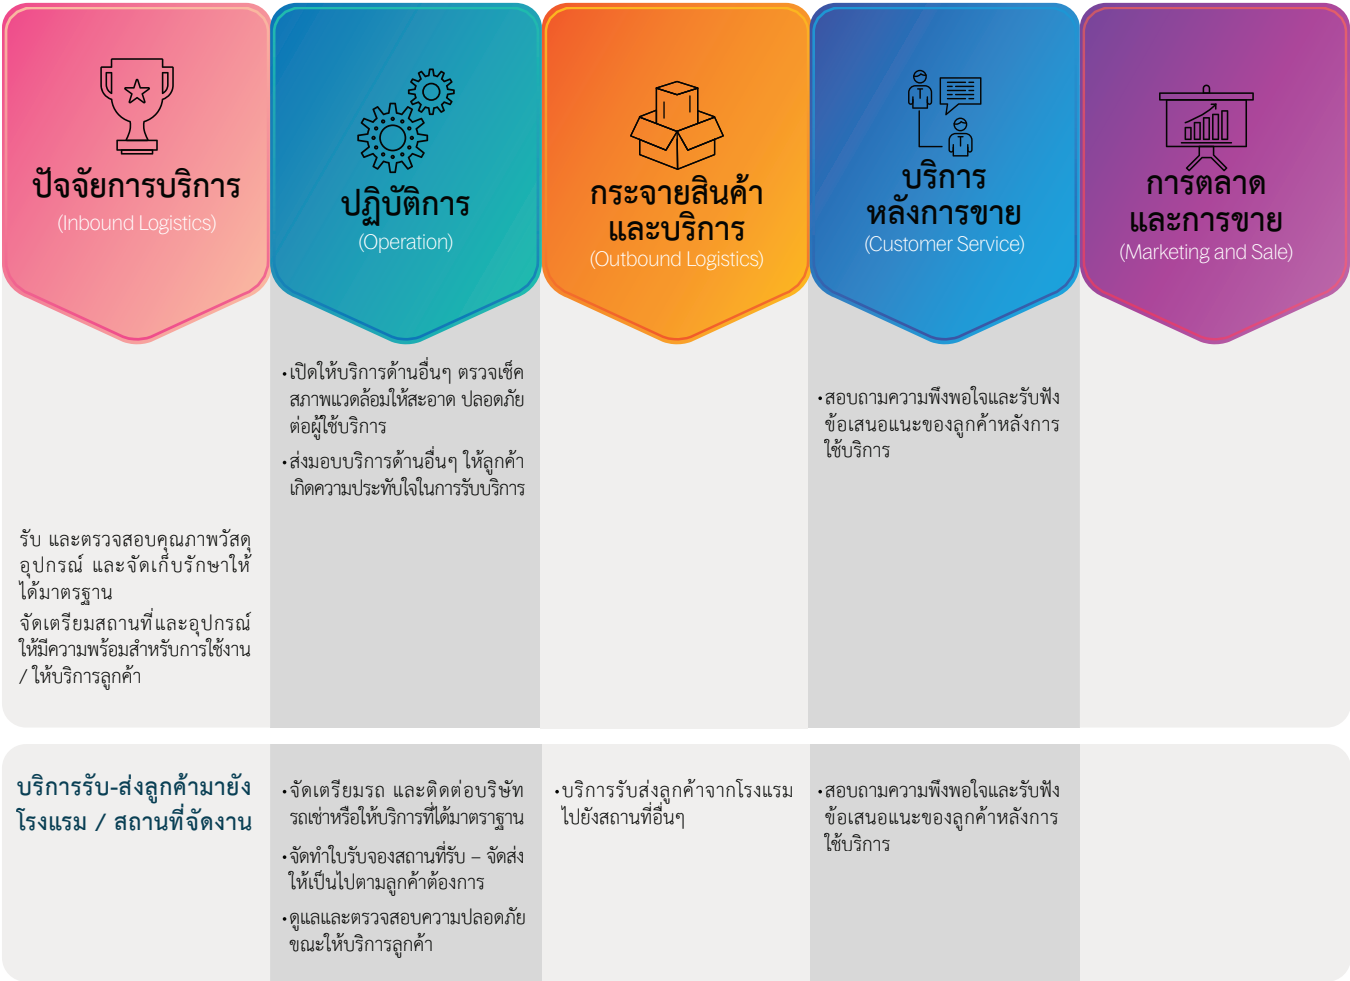 ปัจจัยการบริการ
(Inbound Logistics)
ปฏิบัติการ
(Operation)
กระจายสินค้า
และบริการ
(Outbound Logistics)
บริการ
หลังการขาย
(Customer Service)
การตลาด
และการขาย
(Marketing and Sale)
รับ และตรวจสอบคุณภาพวัสดุ
อุปกรณ์ และจัดเก็บรักษาให้
ได้มาตรฐาน
จัดเตรียมสถานที่และอุปกรณ์
ให้มีความพร้อมสำหรับการใช้งาน
/ ให้บริการลูกค้า
•เปิดให้บริการด้านอื่นๆ ตรวจเช็ค
สภาพแวดล้อมให้สะอาด ปลอดภัย
ต่อผู้ใช้บริการ
•ส่งมอบบริการด้านอื่นๆ ให้ลูกค้า
เกิดความประทับใจในการรับบริการ
•สอบถามความพึงพอใจและรับฟัง
ข้อเสนอแนะของลูกค้าหลังการ
ใช้บริการ
บริการรับ-ส่งลูกค้ามายัง
โรงแรม / สถานที่จัดงาน
•จัดเตรียมรถ และติดต่อบริษัท
รถเช่าหรือให้บริการที่ได้มาตราฐาน
•จัดทำใบรับจองสถานที่รับ – จัดส่ง
ให้เป็นไปตามลูกค้าต้องการ
•ดูแลและตรวจสอบความปลอดภัย
ขณะให้บริการลูกค้า
•บริการรับส่งลูกค้าจากโรงแรม
ไปยังสถานที่อื่นๆ
•สอบถามความพึงพอใจและรับฟัง
ข้อเสนอแนะของลูกค้าหลังการ
ใช้บริการ